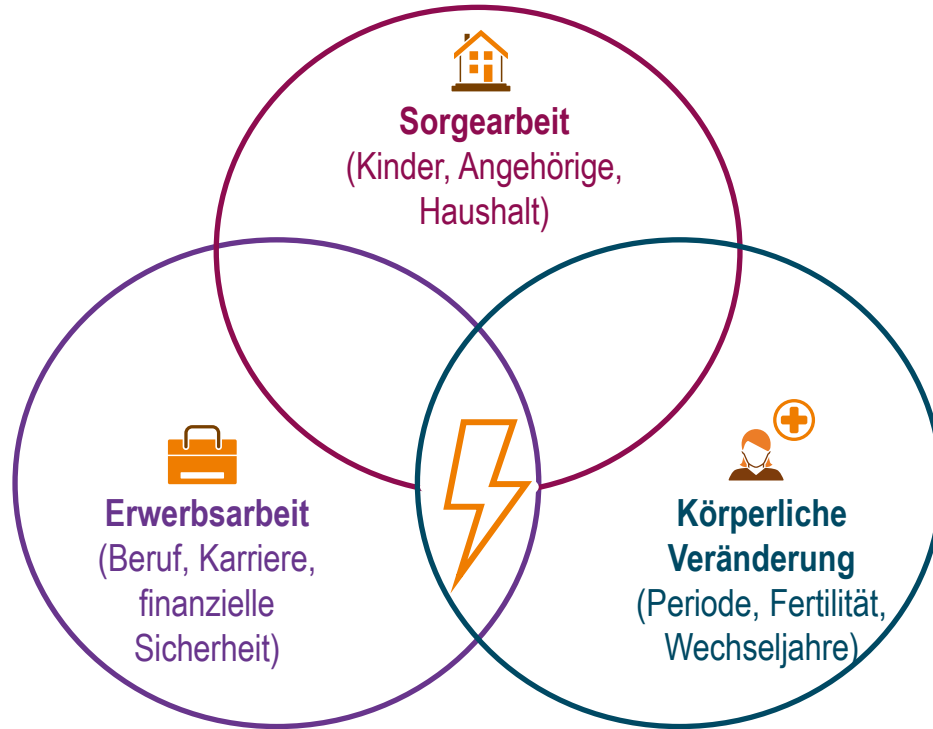 Sorgearbeit
(Kinder, Angehörige,
Haushalt)
Erwerbsarbeit
(Beruf, Karriere,
finanzielle
Sicherheit)
Körperliche
Veränderung
(Periode, Fertilität,
Wechseljahre)